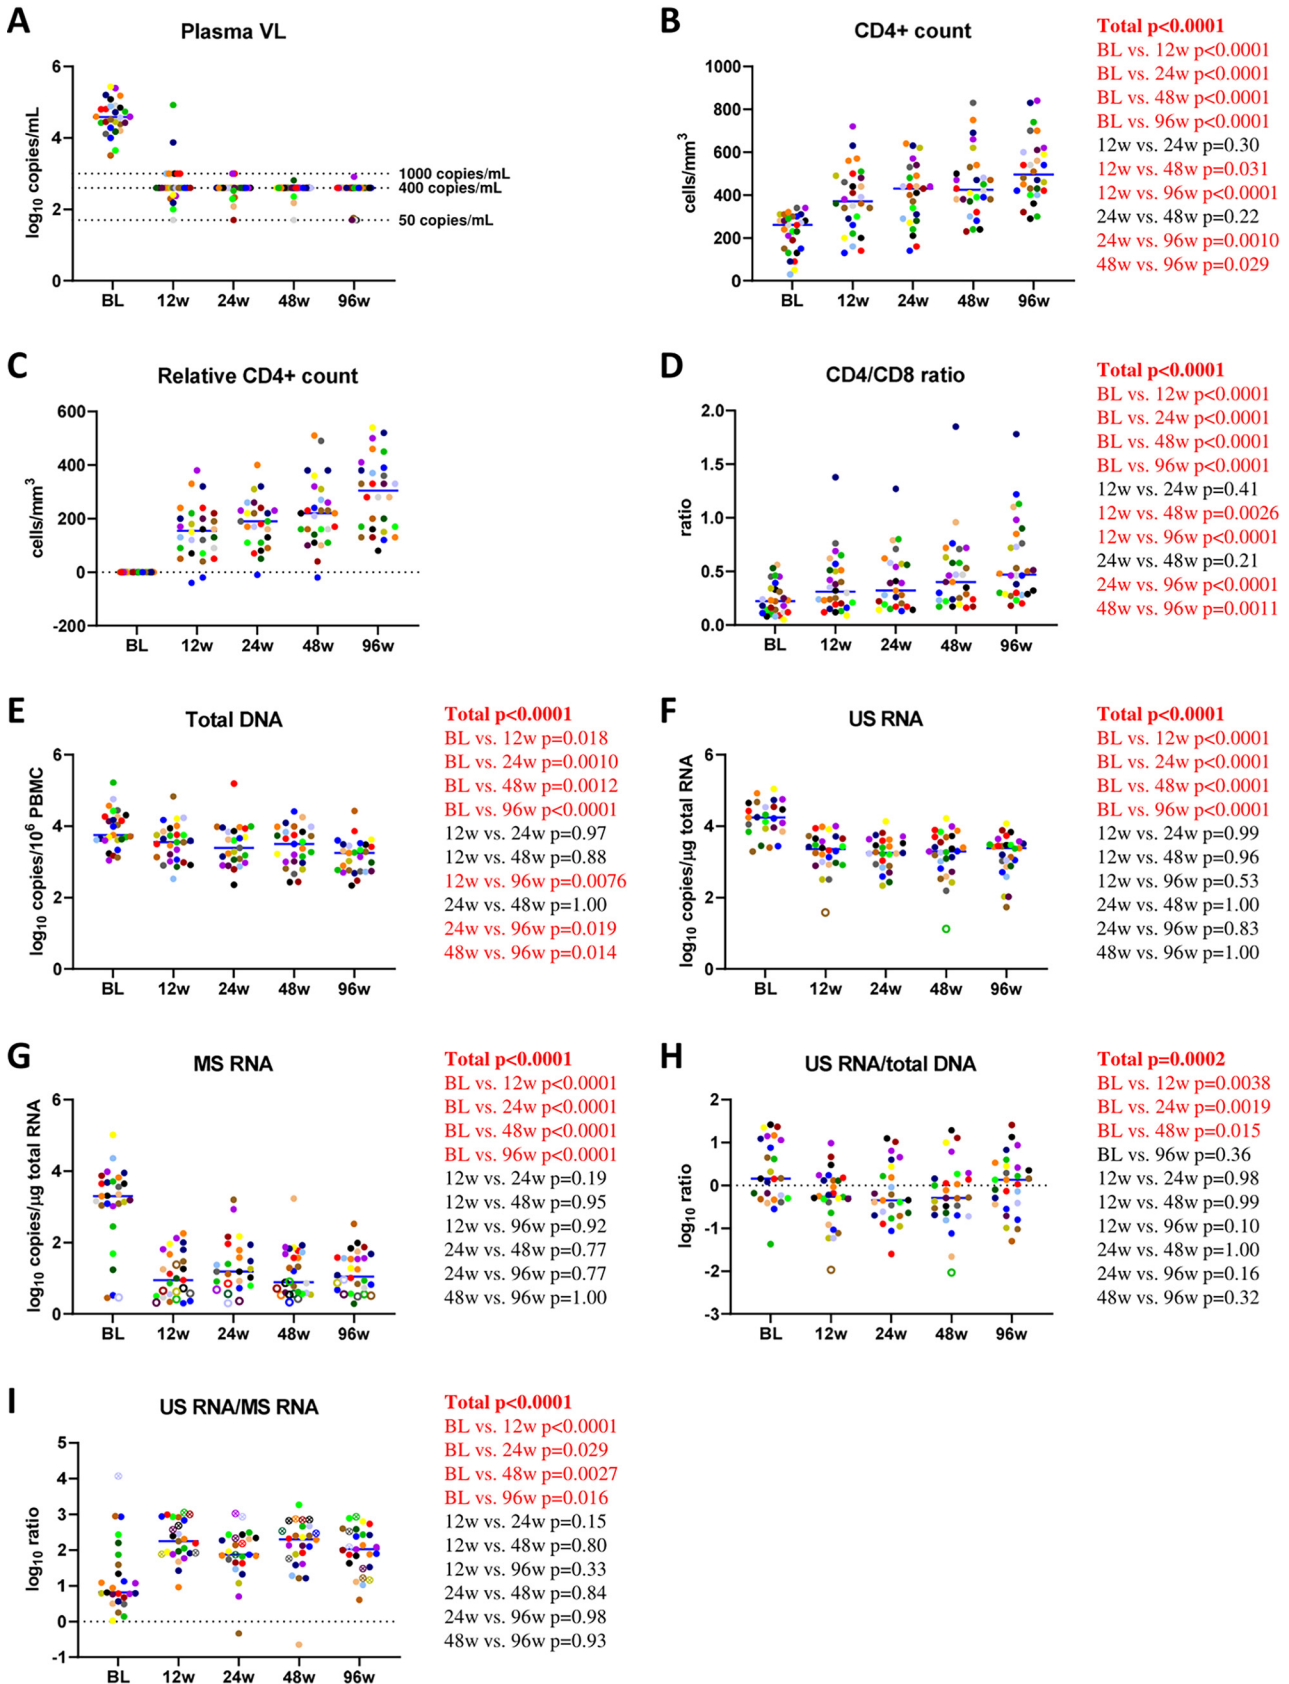 A
Plasma VL
log10 copies/mL
6
4
2
0
1000 copies/mL
400 copies/mL
50 copies/mL
BL 12w 24w 48w 96w
B
CD4+ count
cells/mm3
1000
800
600
400
200
0
BL 12w 24w 48w 96w
Total p<0.0001
BL vs. 12w p<0.0001
BL vs. 24w p<0.0001
BL vs. 48w p<0.0001
BL vs. 96w p<0.0001
12w vs. 24w p=0.30
12w vs. 48w p=0.031
12w vs. 96w p<0.0001
24w vs. 48w p=0.22
24w vs. 96w p=0.0010
48w vs. 96w p=0.029
C
Relative CD4+ count
cells/mm3
600
400
200
0
-200
BL 12w 24w 48w 96w
D
CD4/CD8 ratio
ratio
2.0
1.5
1.0
0.5
0.0
BL 12w 24w 48w 96w
Total p<0.0001
BL vs. 12w p<0.0001
BL vs. 24w p<0.0001
BL vs. 48w p<0.0001
BL vs. 96w p<0.0001
12w vs. 24w p=0.41
12w vs. 48w p=0.0026
12w vs. 96w p<0.0001
24w vs. 48w p=0.21
24w vs. 96w p<0.0001
48w vs. 96w p=0.0011
E
Total DNA
log10 copies/106 PBMC
6
4
2
0
BL 12w 24w 48w 96w
Total p<0.0001
BL vs. 12w p=0.018
BL vs. 24w p=0.0010
BL vs. 48w p=0.0012
BL vs. 96w p<0.0001
12w vs. 24w p=0.97
12w vs. 48w p=0.88
12w vs. 96w p=0.0076
24w vs. 48w p=1.00
24w vs. 96w p=0.019
48w vs. 96w p=0.014
F
US RNA
log10 copies/µg total RNA
6
4
2
0
BL 12w 24w 48w 96w
Total p<0.0001
BL vs. 12w p<0.0001
BL vs. 24w p<0.0001
BL vs. 48w p<0.0001
BL vs. 96w p<0.0001
12w vs. 24w p=0.99
12w vs. 48w p=0.96
12w vs. 96w p=0.53
24w vs. 48w p=1.00
24w vs. 96w p=0.83
48w vs. 96w p=1.00
G
MS RNA
log10 copies/µg total RNA
6
4
2
0
BL 12w 24w 48w 96w
Total p<0.0001
BL vs. 12w p<0.0001
BL vs. 24w p<0.0001
BL vs. 48w p<0.0001
BL vs. 96w p<0.0001
12w vs. 24w p=0.19
12w vs. 48w p=0.95
12w vs. 96w p=0.92
24w vs. 48w p=0.77
24w vs. 96w p=0.77
48w vs. 96w p=1.00
H
US RNA/total DNA
log10 ratio
2
1
0
-1
-2
-3
BL 12w 24w 48w 96w
Total p=0.0002
BL vs. 12w p=0.0038
BL vs. 24w p=0.0019
BL vs. 48w p=0.015
BL vs. 96w p=0.36
12w vs. 24w p=0.98
12w vs. 48w p=0.99
12w vs. 96w p=0.10
24w vs. 48w p=1.00
24w vs. 96w p=0.16
48w vs. 96w p=0.32
I
US RNA/MS RNA
log10 ratio
5
4
3
2
1
0
-1
BL 12w 24w 48w 96w
Total p<0.0001
BL vs. 12w p<0.0001
BL vs. 24w p=0.029
BL vs. 48w p=0.0027
BL vs. 96w p=0.016
12w vs. 24w p=0.15
12w vs. 48w p=0.80
12w vs. 96w p=0.33
24w vs. 48w p=0.84
24w vs. 96w p=0.98
48w vs. 96w p=0.93